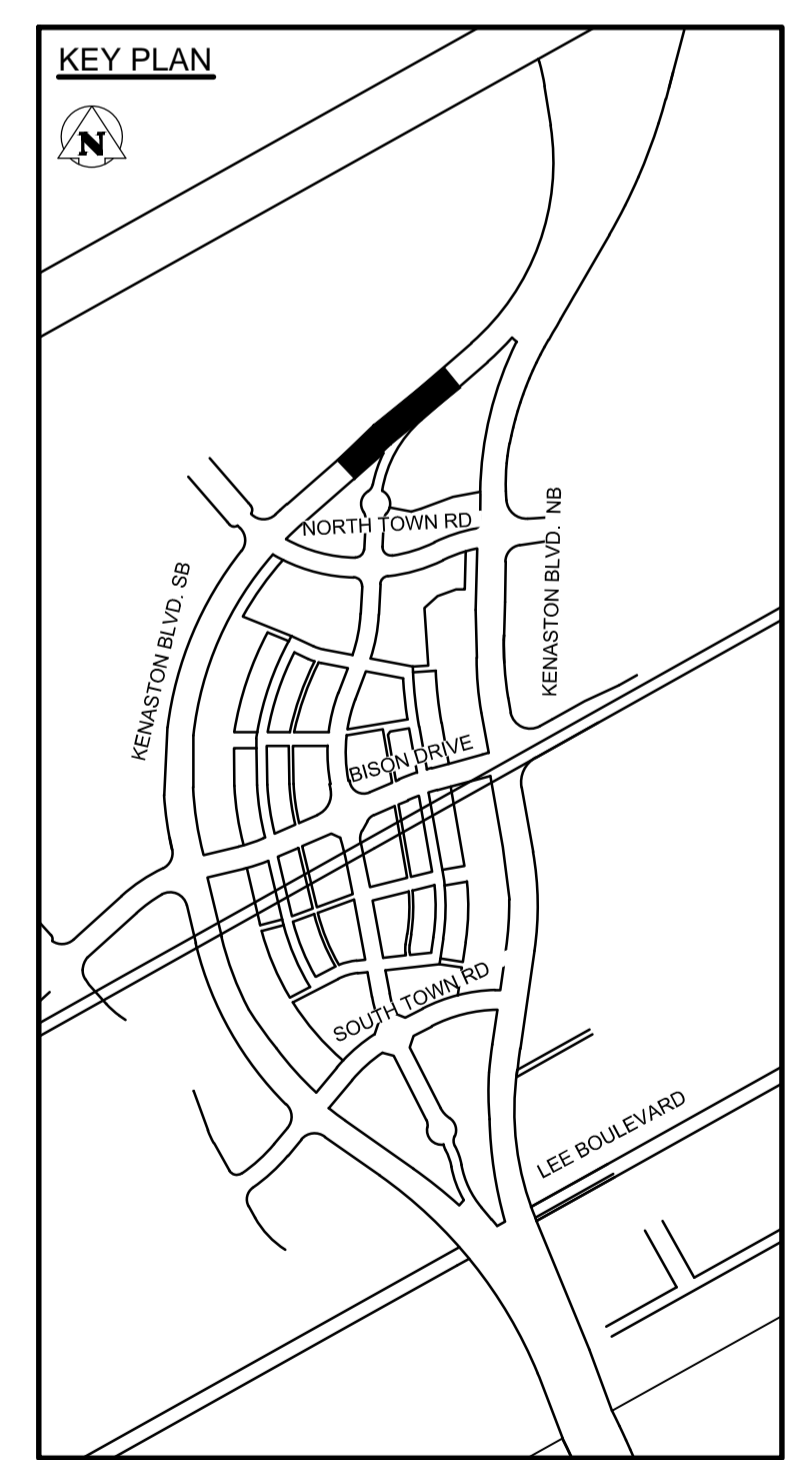 KEY PLAN
N
NORTH TOWN RD
KENASTON BLVD. NB
KENASTON BLVD. SB
BISON DRIVE
SOUTH TOWN RD
LEE BOULEVARD